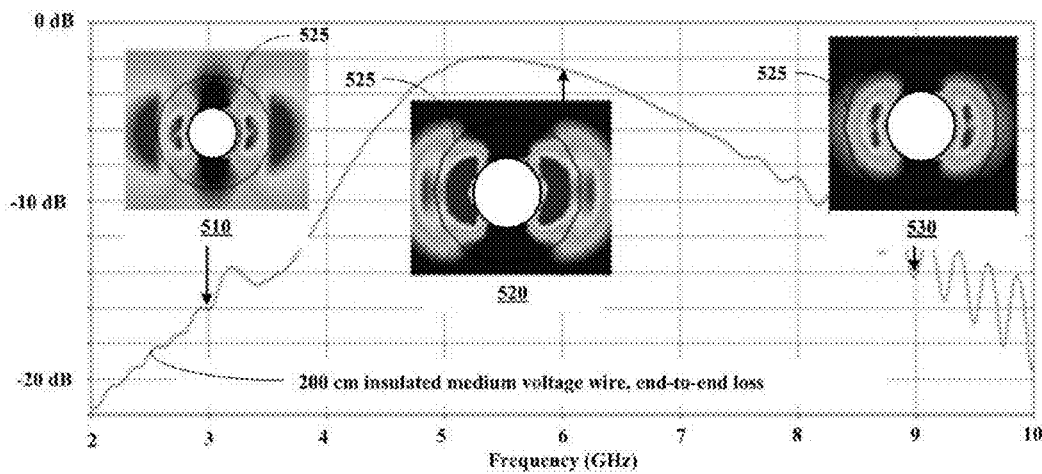 0 dB
525
525
525
-10 dB
510
520
530
-20 dB
200 cm insulated medium voltage wire, end-to-end loss
2 3 4 5 6 7 8 9 10
Frequency (GHz)